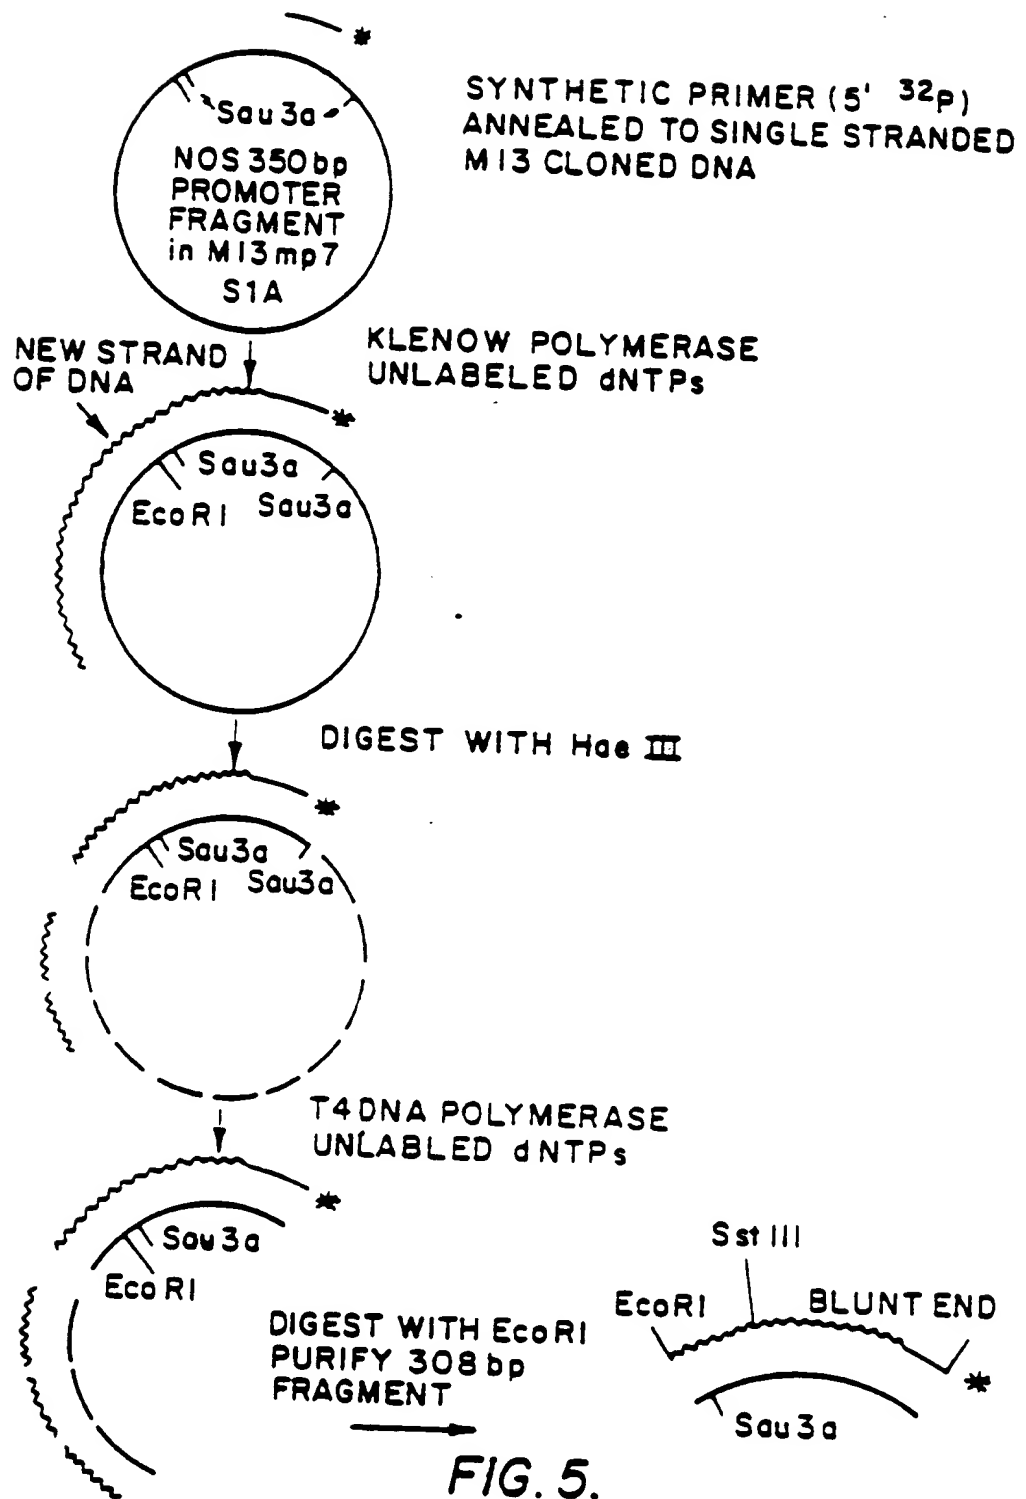 *
SYNTHETIC PRIMER (5' 32p)
ANNEALED TO SINGLE STRANDED
M13 CLONED DNA
Sau3a
NOS 350bp
PROMOTER
FRAGMENT
in M13mp7
S1A
NEW STRAND
OF DNA
KLENOW POLYMERASE
UNLABELED dNTPs
*
Sau3a
EcoRI Sau3a
DIGEST WITH Hae III
*
Sau3a
EcoRI Sau3a
T4 DNA POLYMERASE
UNLABLED dNTPs
*
Sau3a
EcoRI
Sst III
EcoRI BLUNT END
*
Sau3a
DIGEST WITH EcoRI
PURIFY 308bp
FRAGMENT
FIG. 5.